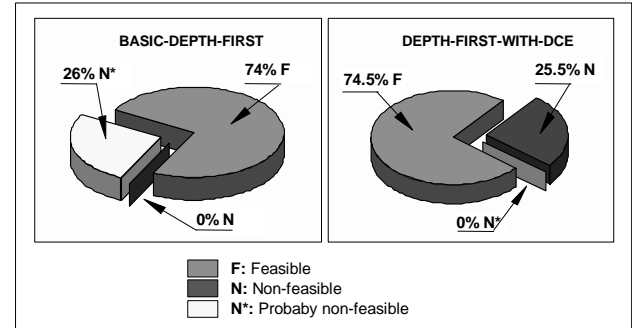 BASIC-DEPTH-FIRST
26% N*
74% F
0% N
DEPTH-FIRST-WITH-DCE
74.5% F
25.5% N
0% N*
F: Feasible
N: Non-feasible
N*: Probaby non-feasible